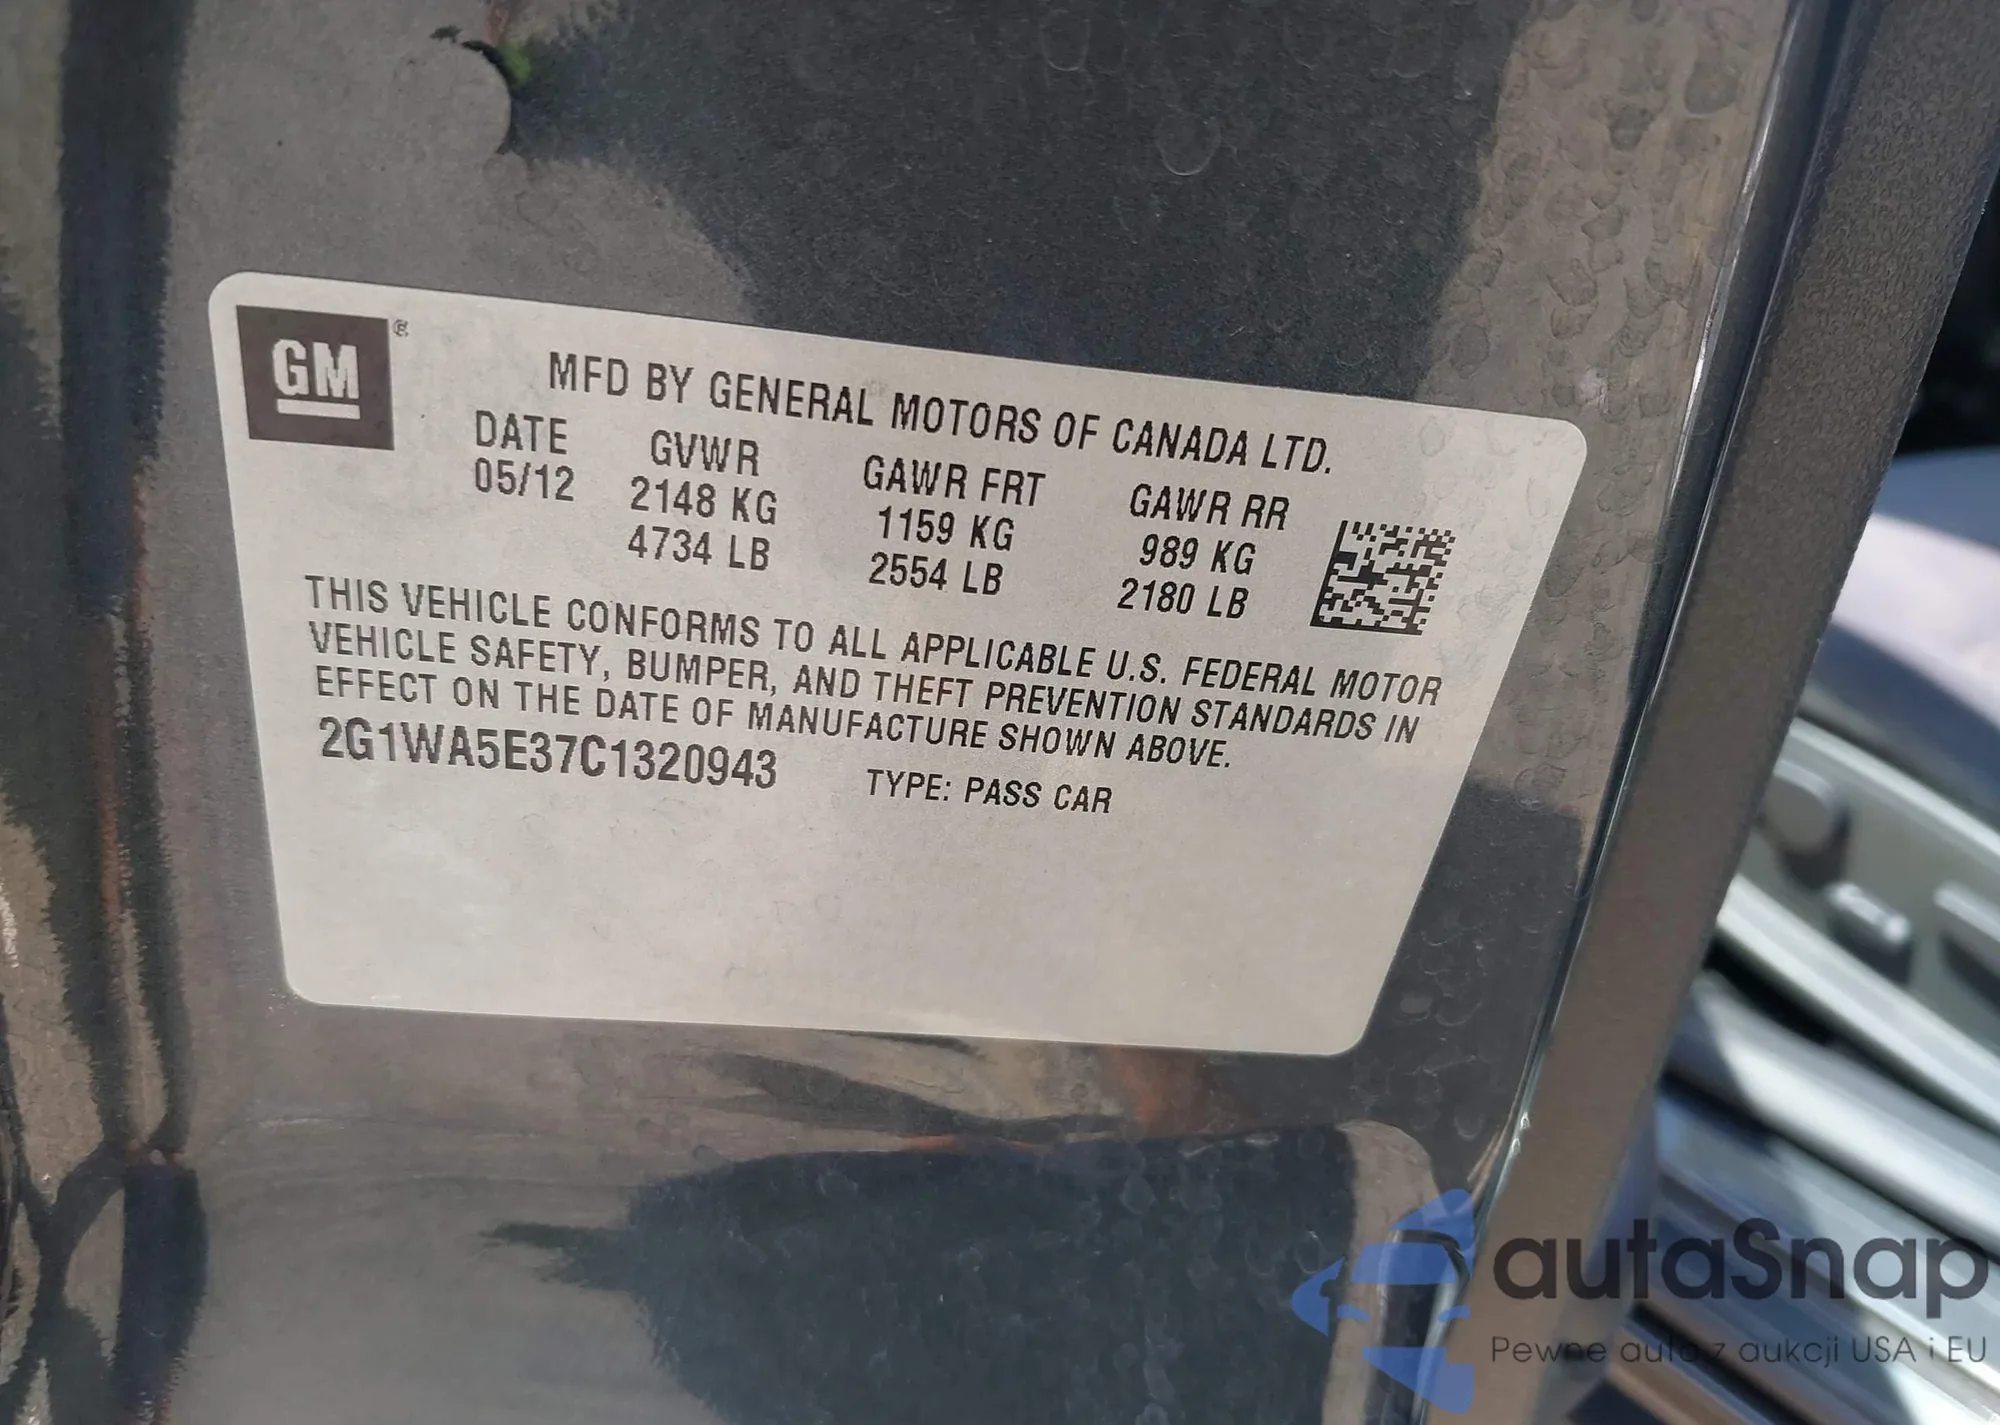 GM ®
MFD BY GENERAL MOTORS OF CANADA LTD.
DATE GVWR GAWR FRT GAWR RR
05/12 2148 KG 1159 KG 989 KG
4734 LB 2554 LB 2180 LB
THIS VEHICLE CONFORMS TO ALL APPLICABLE U.S. FEDERAL MOTOR
VEHICLE SAFETY, BUMPER, AND THEFT PREVENTION STANDARDS IN
EFFECT ON THE DATE OF MANUFACTURE SHOWN ABOVE.
2G1WA5E37C1320943 TYPE: PASS CAR
autaSnap
Pewne auta z aukcji USA i EU